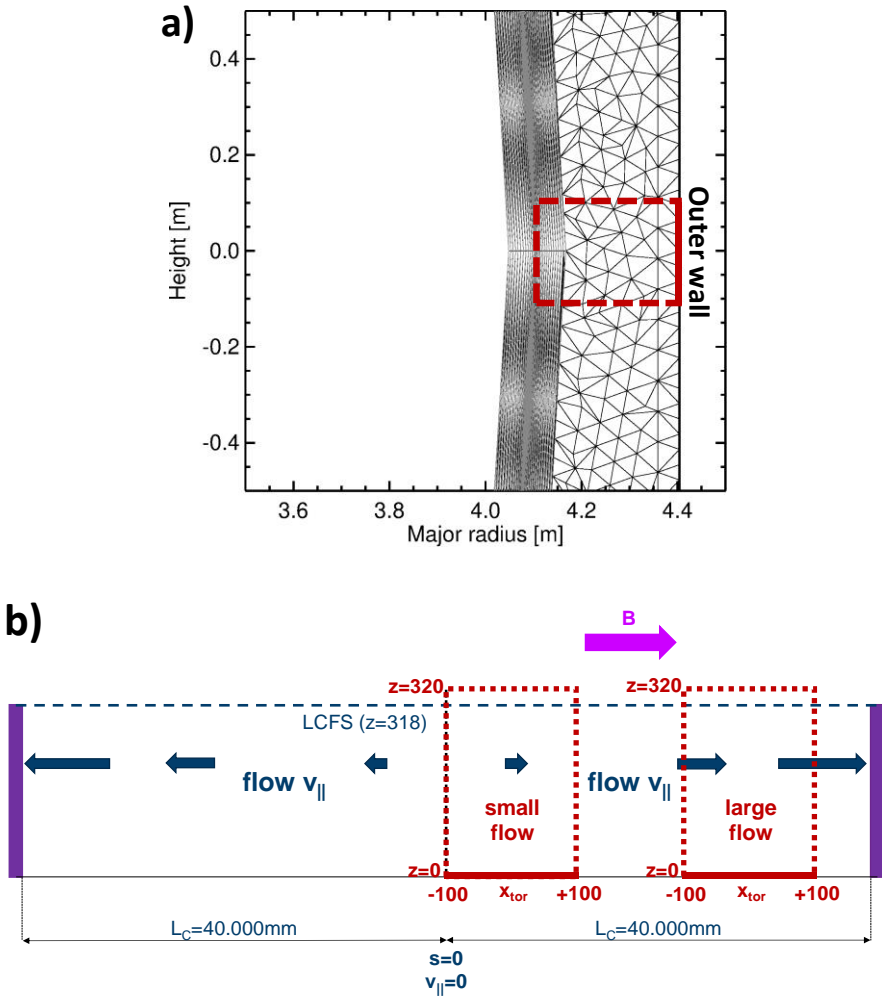 a)
0.4
0.2
0.0
-0.2
-0.4
Height [m]
Outer wall
3.6 3.8 4.0 4.2 4.4
Major radius [m]
b)
B
z=320 z=320
LCFS (z=318)
flow v||
flow v||
small
flow
large
flow
z=0 z=0
-100 xtor +100 -100 xtor +100
LC=40.000mm LC=40.000mm
s=0
v||=0